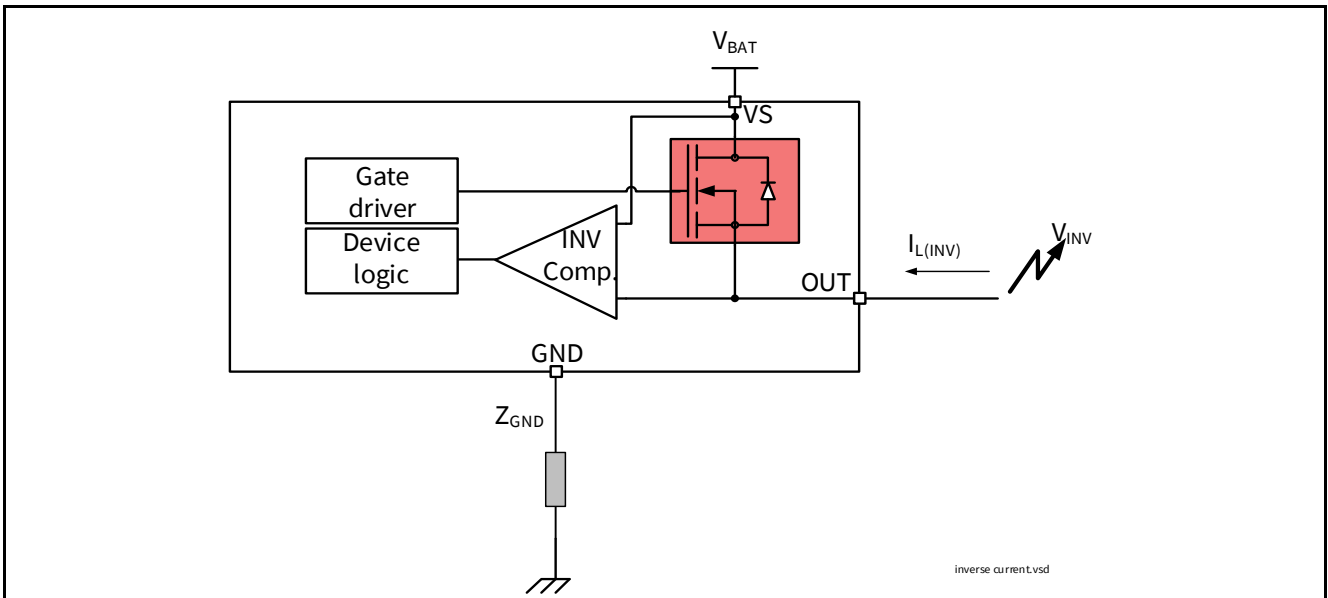 V_BAT
VS
Gate
driver
Device
logic
INV
Comp.
I_L(INV)
V_INV
OUT
GND
Z_GND
inverse current.vsd